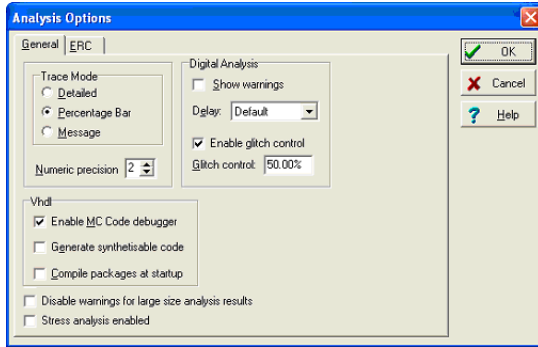 Analysis Options
General
ERC
Trace Mode
Detailed
Percentage Bar
Message
Numeric precision 2
Digital Analysis
Show warnings
Delay: Default
Enable glitch control
Glitch control: 50.00%
Vhdl
Enable MC Code debugger
Generate synthetisable code
Compile packages at startup
Disable warnings for large size analysis results
Stress analysis enabled
OK
Cancel
? Help